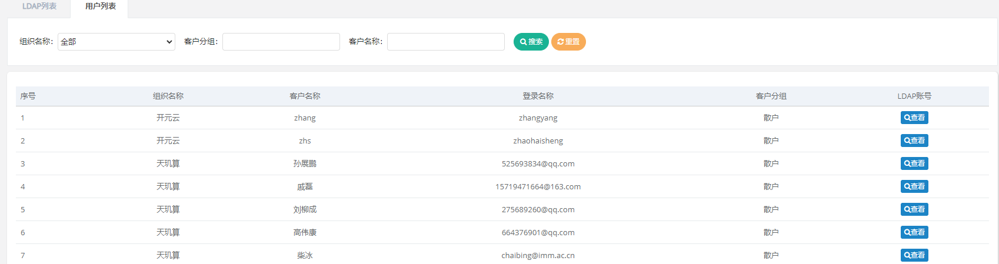 LDAP列表 用户列表
组织名称: 全部 客户分组: 客户名称: 搜索 重置
序号 组织名称 客户名称 登录名称 客户分组 LDAP账号
1 开元云 zhang zhangyang 散户 查看
2 开元云 zhs zhaohaisheng 散户 查看
3 天玑算 孙展鹏 525693834@qq.com 散户 查看
4 天玑算 戚磊 15719471664@163.com 散户 查看
5 天玑算 刘柳成 275689260@qq.com 散户 查看
6 天玑算 高伟康 664376901@qq.com 散户 查看
7 天玑算 柴冰 chaibing@imm.ac.cn 散户 查看